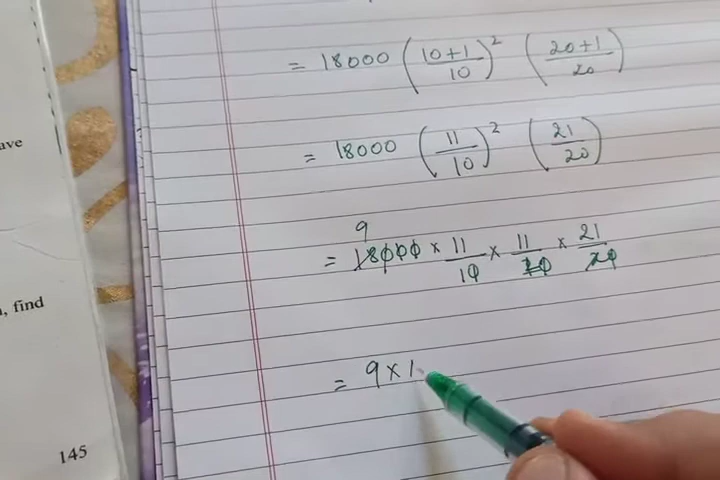 = 18000 (10+1/10)² (20+1/20)
= 18000 (11/10)² (21/20)
9
= 18000 × 11/10 × 11/10 × 21/20
= 9 × 1
ave
, find
145